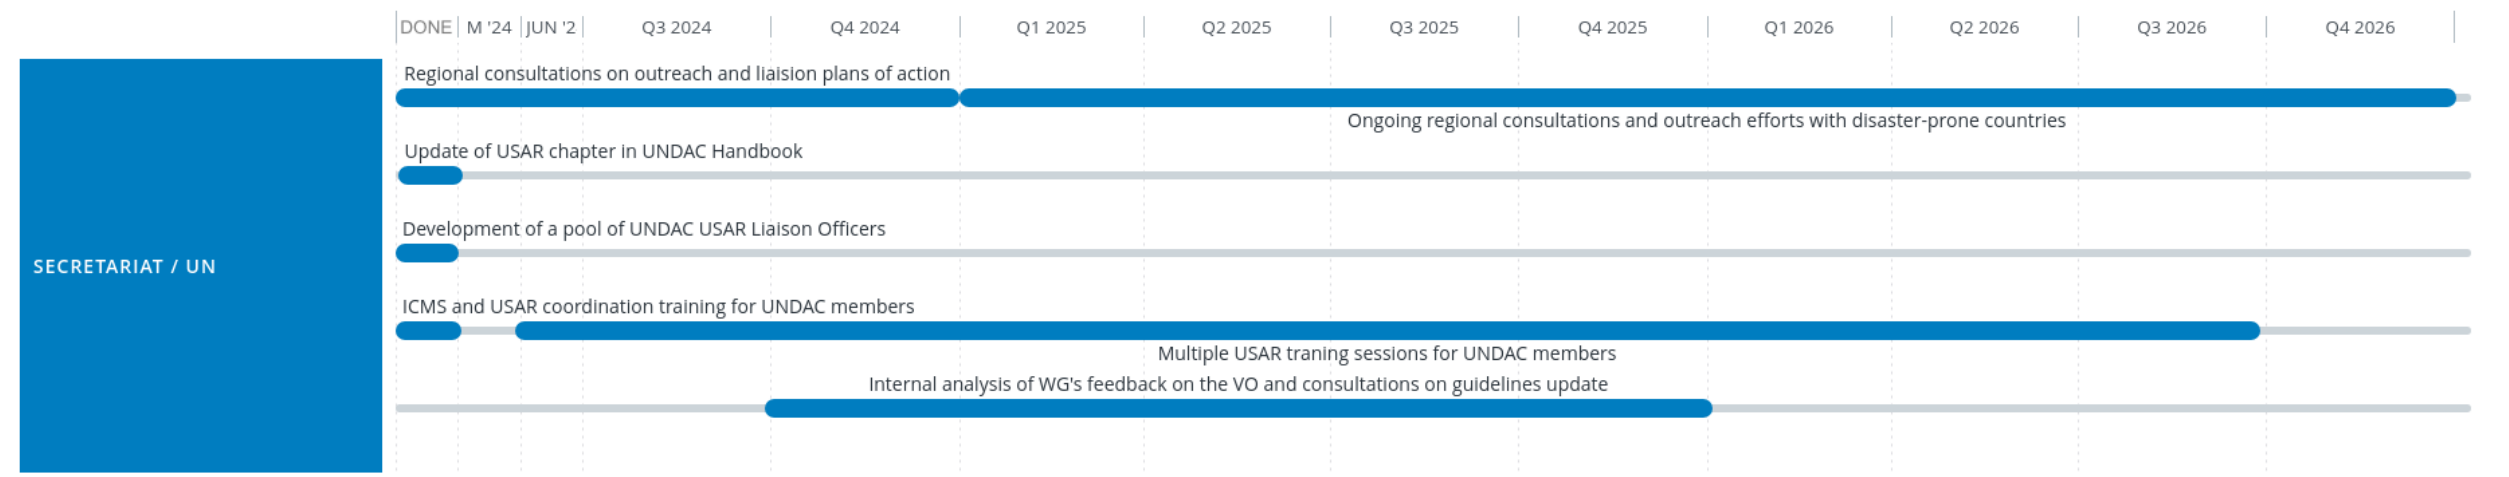 DONE M '24 JUN '2 Q3 2024 Q4 2024 Q1 2025 Q2 2025 Q3 2025 Q4 2025 Q1 2026 Q2 2026 Q3 2026 Q4 2026
Regional consultations on outreach and liaision plans of action
Ongoing regional consultations and outreach efforts with disaster-prone countries
Update of USAR chapter in UNDAC Handbook
Development of a pool of UNDAC USAR Liaison Officers
SECRETARIAT / UN
ICMS and USAR coordination training for UNDAC members
Multiple USAR traning sessions for UNDAC members
Internal analysis of WG's feedback on the VO and consultations on guidelines update